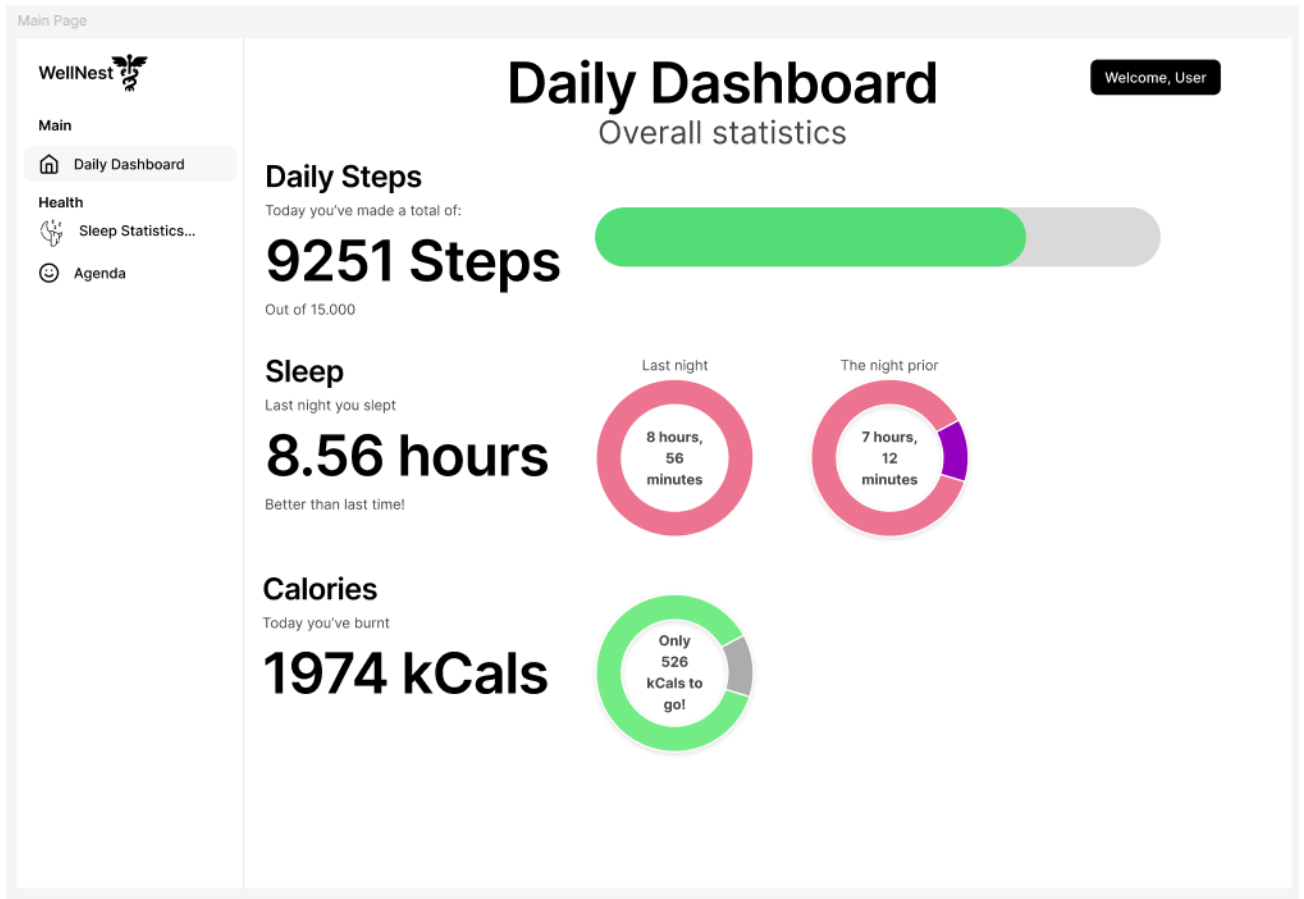 Main Page
WellNest
Main
Daily Dashboard
Health
Sleep Statistics...
Agenda
Daily Dashboard
Overall statistics
Welcome, User
Daily Steps
Today you've made a total of:
9251 Steps
Out of 15.000
Sleep
Last night you slept
8.56 hours
Better than last time!
Last night
8 hours,
56
minutes
The night prior
7 hours,
12
minutes
Calories
Today you've burnt
1974 kCals
Only
526
kCals to
go!